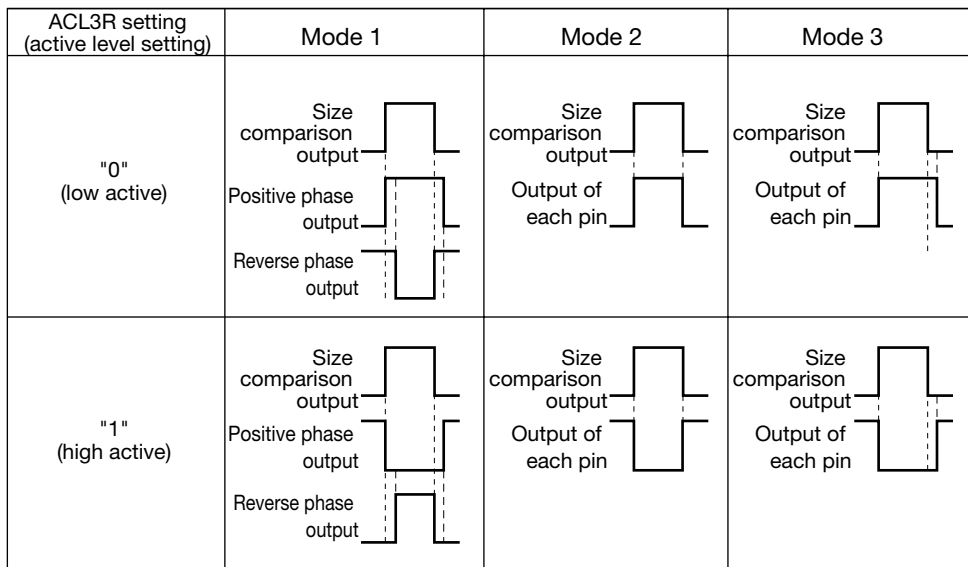 ACL3R setting
(active level setting)
Mode 1
Mode 2
Mode 3
"0"
(low active)
Size
comparison
output
Positive phase
output
Reverse phase
output
Size
comparison
output
Output of
each pin
Size
comparison
output
Output of
each pin
"1"
(high active)
Size
comparison
output
Positive phase
output
Reverse phase
output
Size
comparison
output
Output of
each pin
Size
comparison
output
Output of
each pin